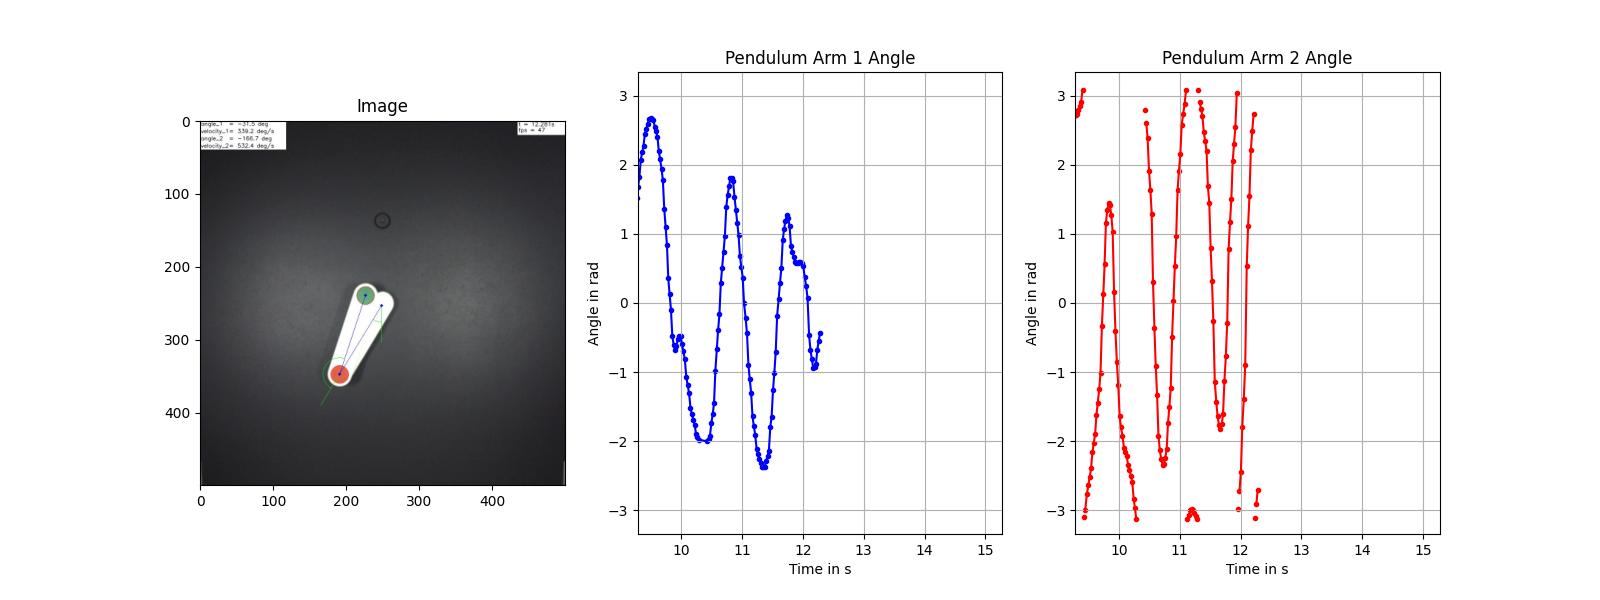 Image
angle_1 = -31.5 deg
velocity_1= 339.2 deg/s
angle_2 = -166.7 deg
velocity_2= 532.4 deg/s
t = 12.281s
fps = 47
0
100
200
300
400
0 100 200 300 400
Pendulum Arm 1 Angle
Angle in rad
3
2
1
0
−1
−2
−3
10 11 12 13 14 15
Time in s
Pendulum Arm 2 Angle
Angle in rad
3
2
1
0
−1
−2
−3
10 11 12 13 14 15
Time in s